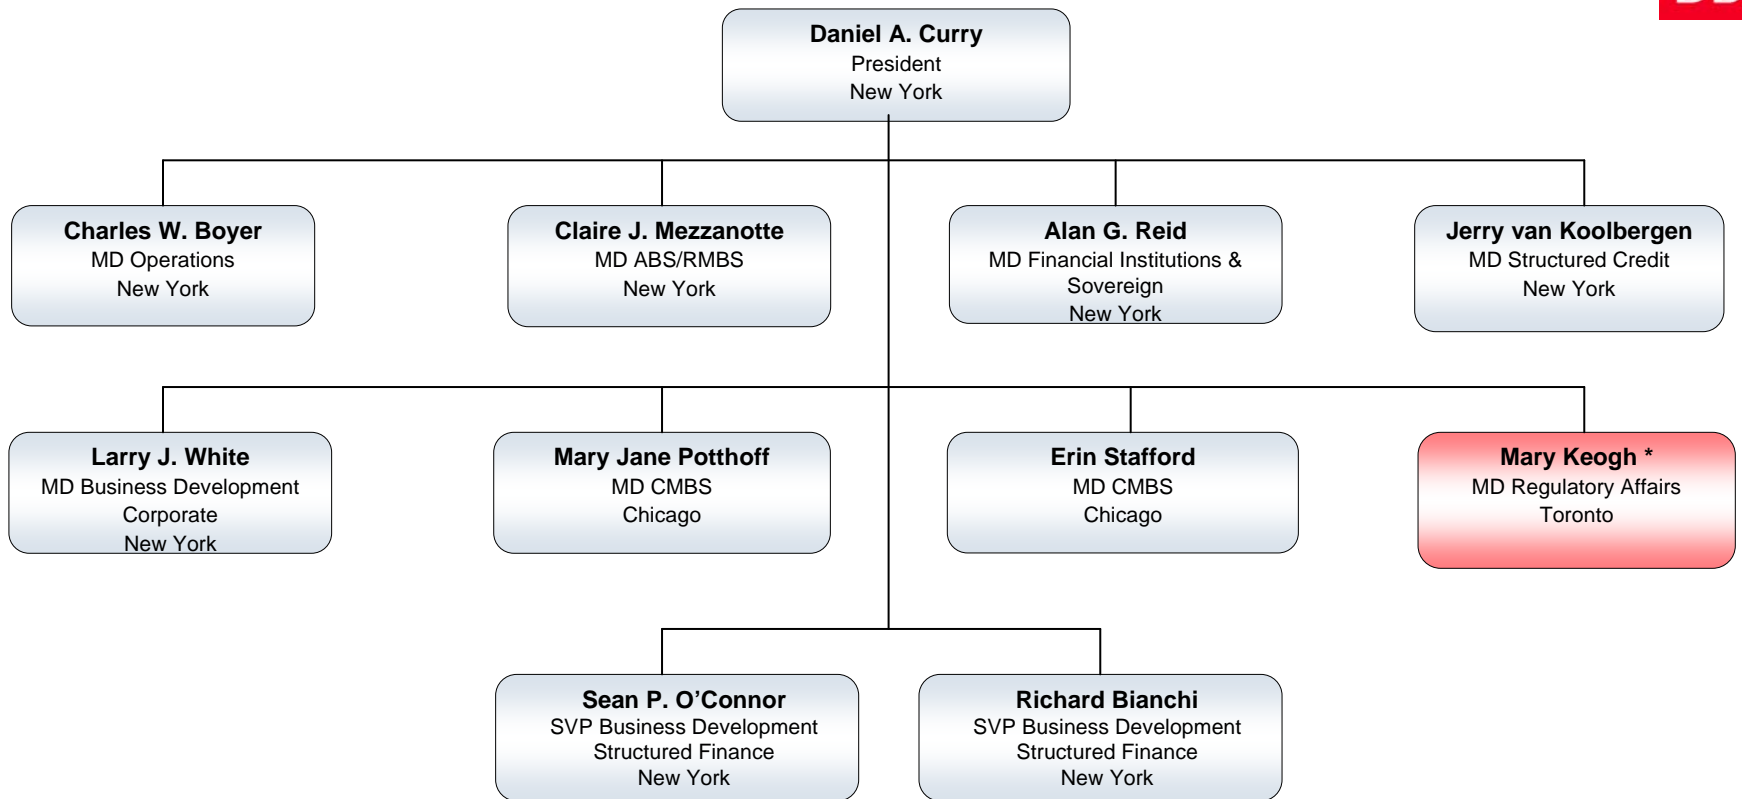 Daniel A. Curry
President
New York
Charles W. Boyer
MD Operations
New York
Claire J. Mezzanotte
MD ABS/RMBS
New York
Alan G. Reid
MD Financial Institutions &
Sovereign
New York
Jerry van Koolbergen
MD Structured Credit
New York
Larry J. White
MD Business Development
Corporate
New York
Mary Jane Potthoff
MD CMBS
Chicago
Erin Stafford
MD CMBS
Chicago
Mary Keogh *
MD Regulatory Affairs
Toronto
Sean P. O’Connor
SVP Business Development
Structured Finance
New York
Richard Bianchi
SVP Business Development
Structured Finance
New York